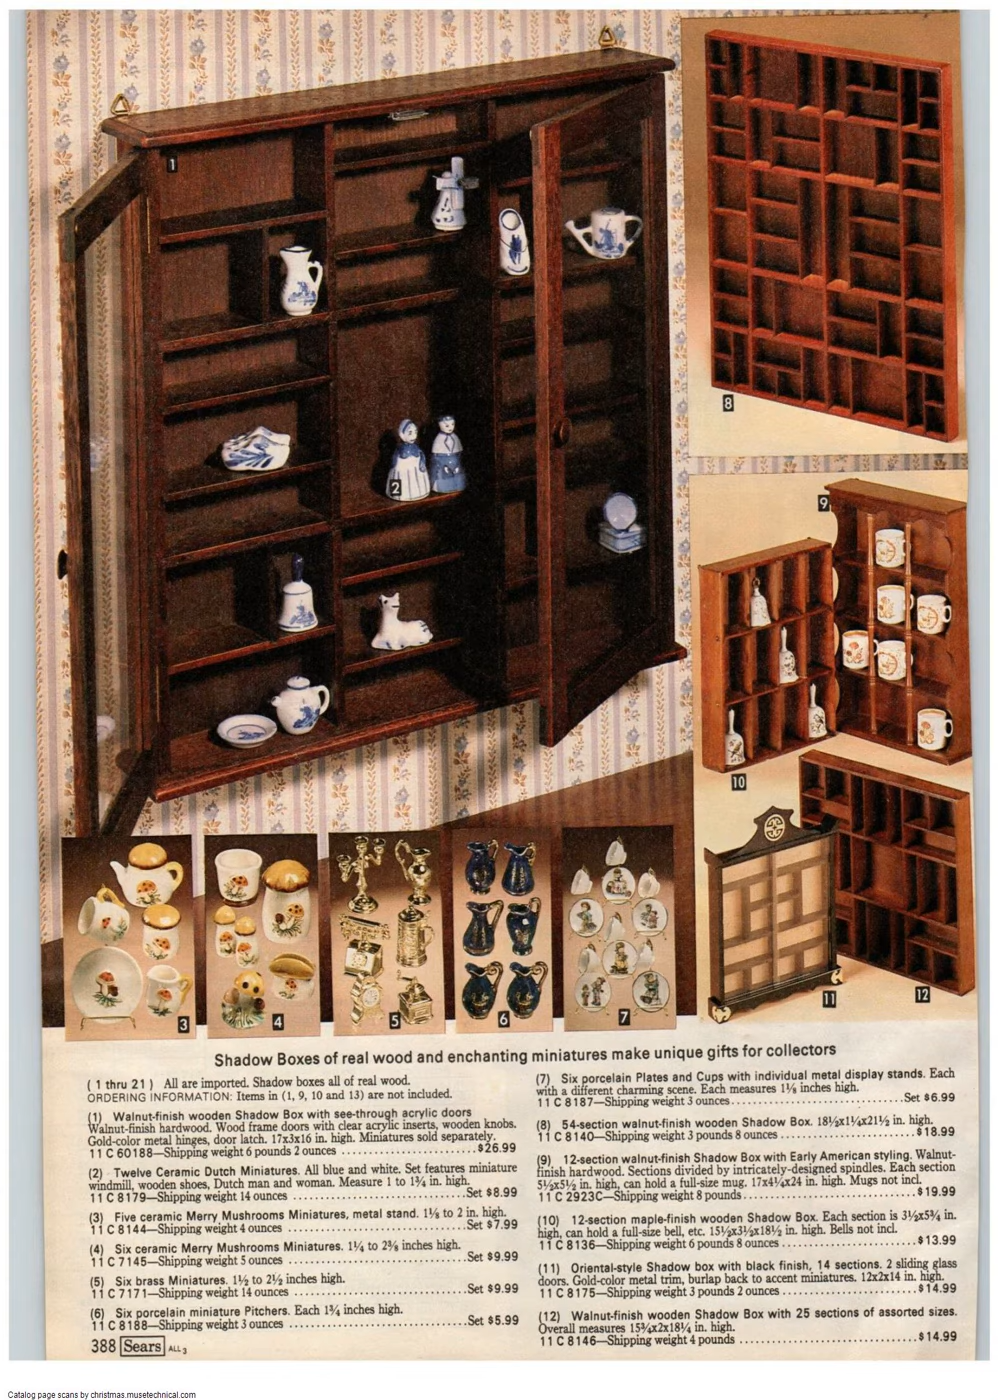 1
2
3
4
5
6
7
8
9
10
11
12
Shadow Boxes of real wood and enchanting miniatures make unique gifts for collectors
( 1 thru 21 ) All are imported. Shadow boxes all of real wood.
ORDERING INFORMATION: Items in (1, 9, 10 and 13) are not included.
(1) Walnut-finish wooden Shadow Box with see-through acrylic doors
Walnut-finish hardwood. Wood frame doors with clear acrylic inserts, wooden knobs.
Gold-color metal hinges, door latch. 17x3x16 in. high. Miniatures sold separately.
11 C 60188—Shipping weight 6 pounds 2 ounces ........................$26.99
(2) Twelve Ceramic Dutch Miniatures. All blue and white. Set features miniature
windmill, wooden shoes, Dutch man and woman. Measure 1 to 1¾ in. high.
11 C 8179—Shipping weight 14 ounces ..............................Set $8.99
(3) Five ceramic Merry Mushrooms Miniatures, metal stand. 1⅛ to 2 in. high.
11 C 8144—Shipping weight 4 ounces ...............................Set $7.99
(4) Six ceramic Merry Mushrooms Miniatures. 1¼ to 2⅜ inches high.
11 C 7145—Shipping weight 5 ounces ...............................Set $9.99
(5) Six brass Miniatures. 1½ to 2½ inches high.
11 C 7171—Shipping weight 14 ounces ..............................Set $9.99
(6) Six porcelain miniature Pitchers. Each 1¾ inches high.
11 C 8188—Shipping weight 3 ounces ...............................Set $5.99
388 Sears ALL3
(7) Six porcelain Plates and Cups with individual metal display stands. Each
with a different charming scene. Each measures 1⅛ inches high.
11 C 8187—Shipping weight 3 ounces..............................Set $6.99
(8) 54-section walnut-finish wooden Shadow Box. 18½x1¼x21½ in. high.
11 C 8140—Shipping weight 3 pounds 8 ounces ........................$18.99
(9) 12-section walnut-finish Shadow Box with Early American styling. Walnut-
finish hardwood. Sections divided by intricately-designed spindles. Each section
5½x5½ in. high, can hold a full-size mug. 17x4¼x24 in. high. Mugs not incl.
11 C 2923C—Shipping weight 8 pounds..............................$19.99
(10) 12-section maple-finish wooden Shadow Box. Each section is 3½x5¾ in.
high, can hold a full-size bell, etc. 15½x3½x18½ in. high. Bells not incl.
11 C 8136—Shipping weight 6 pounds 8 ounces ........................$13.99
(11) Oriental-style Shadow box with black finish, 14 sections. 2 sliding glass
doors. Gold-color metal trim, burlap back to accent miniatures. 12x2x14 in. high.
11 C 8175—Shipping weight 3 pounds 2 ounces ........................$14.99
(12) Walnut-finish wooden Shadow Box with 25 sections of assorted sizes.
Overall measures 15¾x2x18¼ in. high.
11 C 8146—Shipping weight 4 pounds ...............................$14.99
Catalog page scans by christmas.musetechnical.com